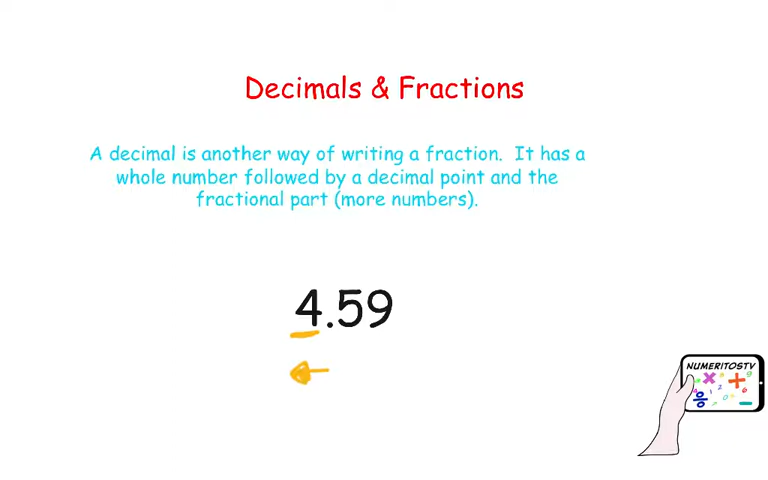 Decimals & Fractions
A decimal is another way of writing a fraction. It has a
whole number followed by a decimal point and the
fractional part (more numbers).
4.59
NUMERITOSTV